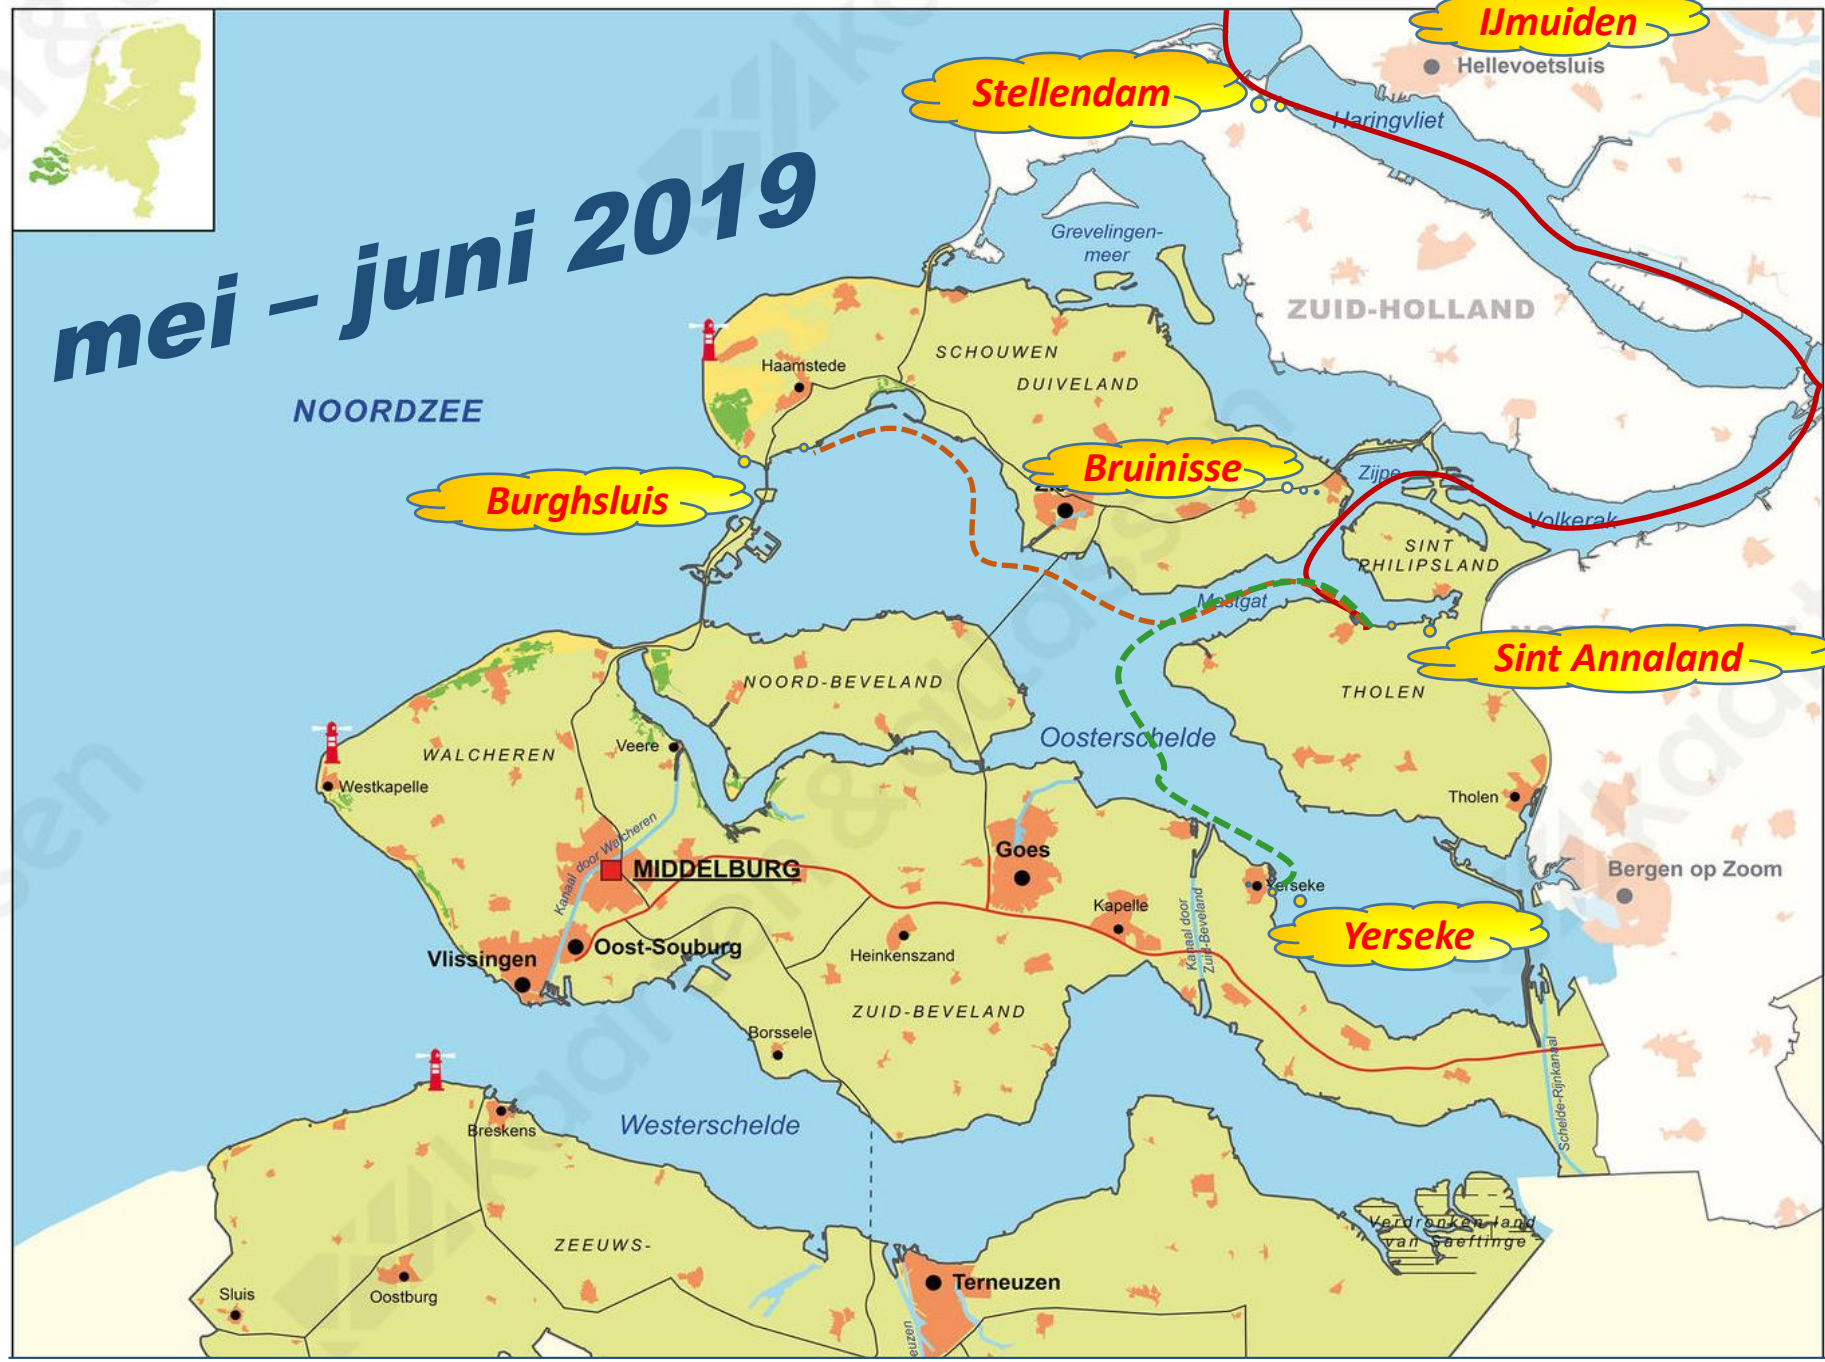 IJmuiden
Hellevoetsluis
Stellendam
Haringvliet
mei – juni 2019
Grevelingen-
meer
ZUID-HOLLAND
SCHOUWEN
DUIVELAND
Haamstede
NOORDZEE
Bruinisse
Zijpe
Burghsluis
Volkerak
SINT
PHILIPSLAND
Mastgat
Sint Annaland
NOORD-BEVELAND
THOLEN
Oosterschelde
WALCHEREN
Veere
Westkapelle
Tholen
Kanaal door Walcheren
Goes
MIDDELBURG
Bergen op Zoom
Yerseke
Kapelle
Kanaal door
Zuid-Beveland
Yerseke
Oost-Souburg
Vlissingen
Heinkenszand
ZUID-BEVELAND
Borssele
Schelde-Rijnkanaal
Westerschelde
Breskens
Verdronken land
van Saeftinge
ZEEUWS-
Terneuzen
Sluis
Oostburg